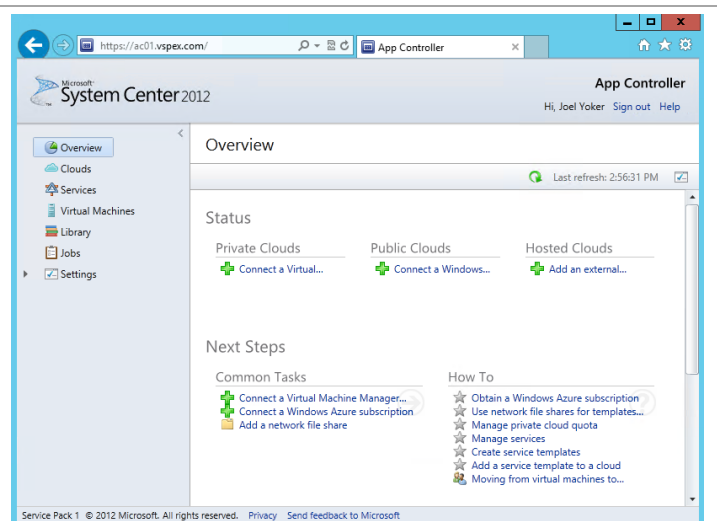 https://ac01.vspex.com/
App Controller
Microsoft
System Center 2012
App Controller
Hi, Joel Yoker Sign out Help
Overview
Clouds
Services
Virtual Machines
Library
Jobs
Settings
Overview
Last refresh: 2:56:31 PM
Status
Private Clouds Public Clouds Hosted Clouds
Connect a Virtual... Connect a Windows... Add an external...
Next Steps
Common Tasks
Connect a Virtual Machine Manager...
Connect a Windows Azure subscription
Add a network file share
How To
Obtain a Windows Azure subscription
Use network file shares for templates...
Manage private cloud quota
Manage services
Create service templates
Add a service template to a cloud
Moving from virtual machines to...
Service Pack 1 © 2012 Microsoft. All rights reserved. Privacy Send feedback to Microsoft